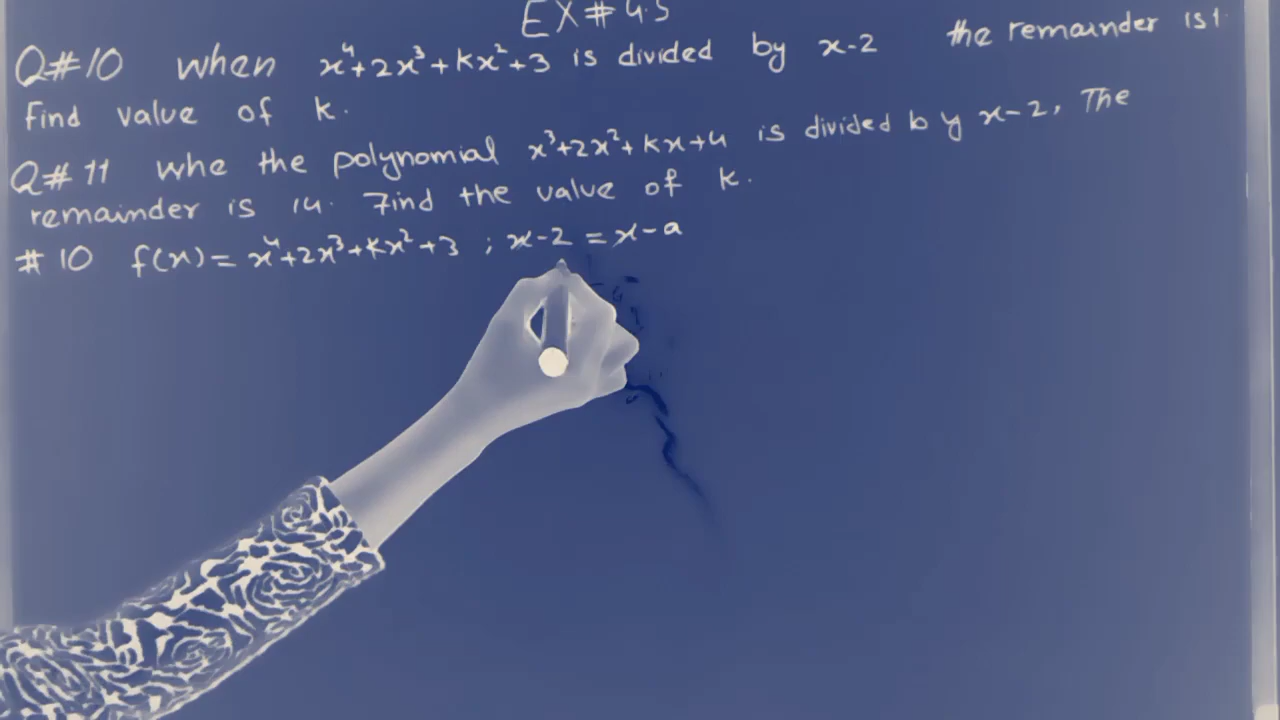 EX#4.5
Q#10 when x⁴+2x³+kx²+3 is divided by x-2 the remainder is 1.
Find value of k.
Q#11 whe the polynomial x³+2x²+kx+4 is divided by x-2, The
remainder is 14. Find the value of k.
#10 f(x)= x⁴+2x³+kx²+3 ; x-2 = x-a